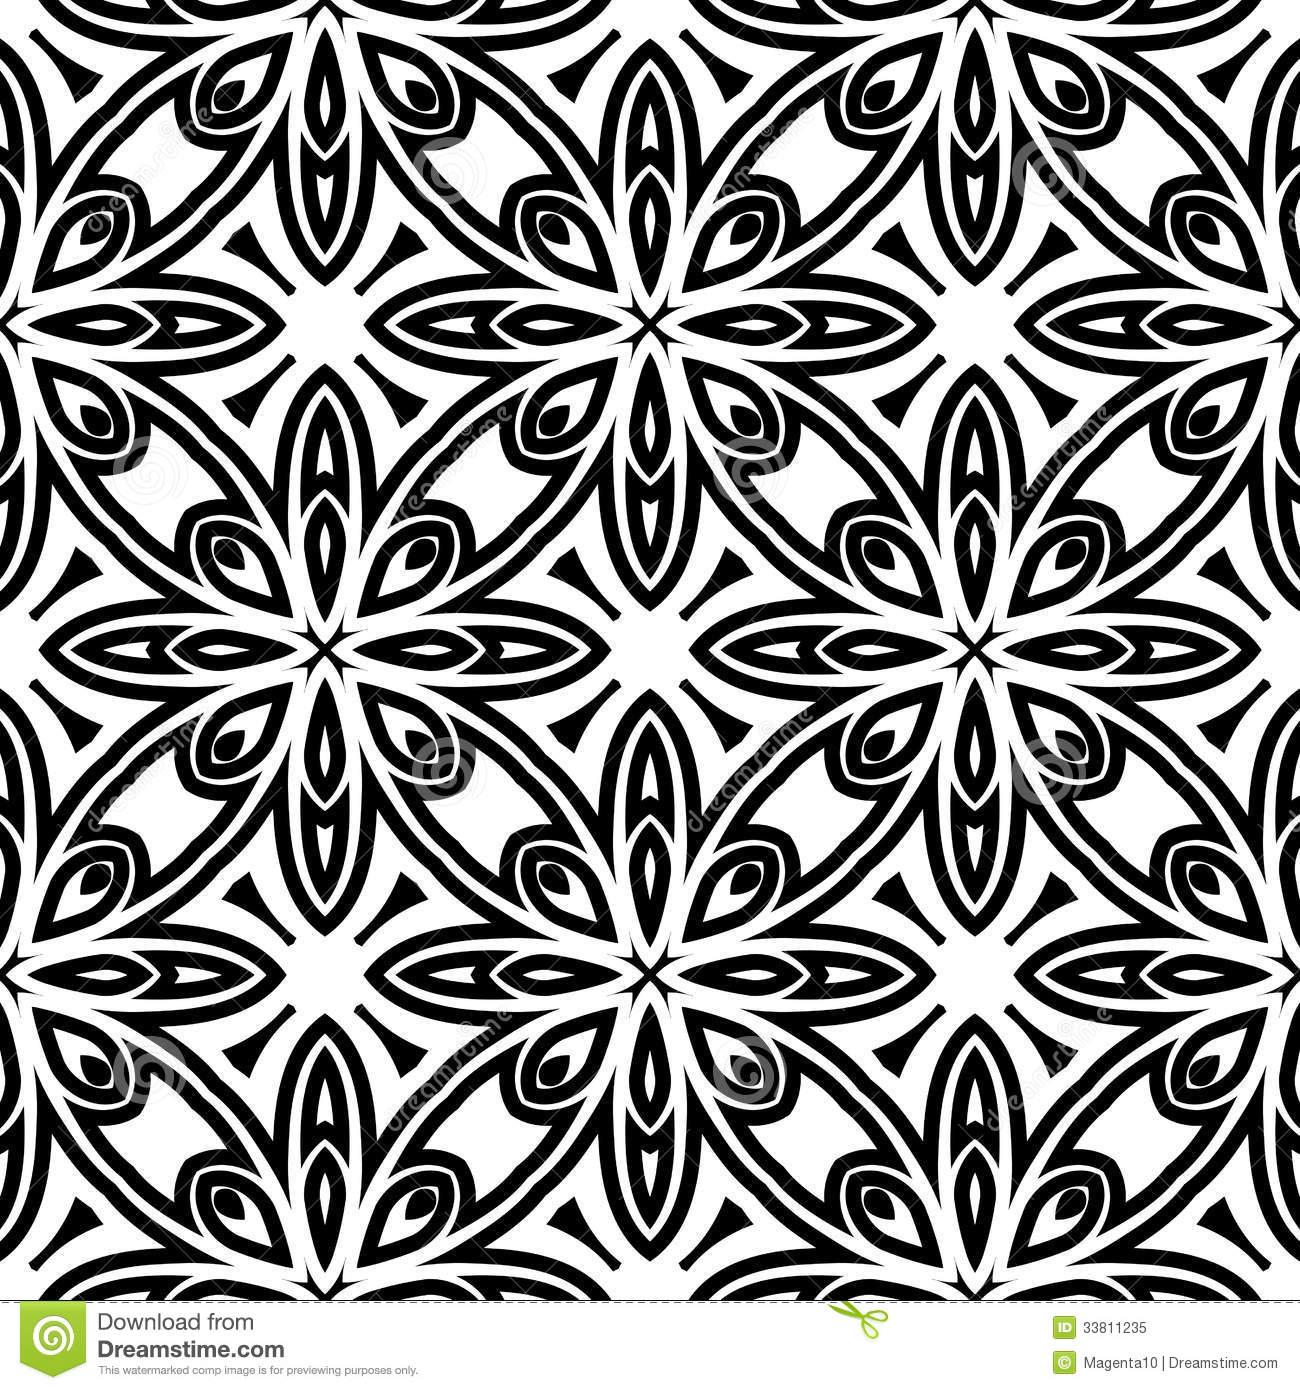 Download from
Dreamstime.com
This watermarked comp image is for previewing purposes only.
ID 33811235
© Magenta10 | Dreamstime.com